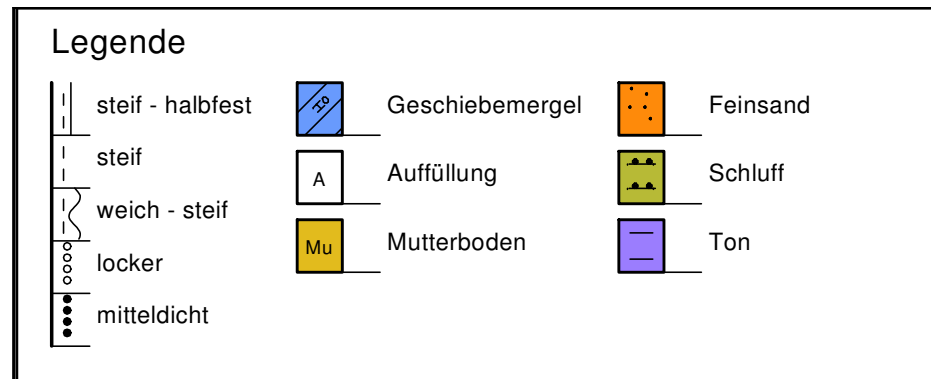 Legende
steif - halbfest
steif
weich - steif
locker
mitteldicht
Geschiebemergel
A Auffüllung
Mu Mutterboden
Feinsand
Schluff
Ton